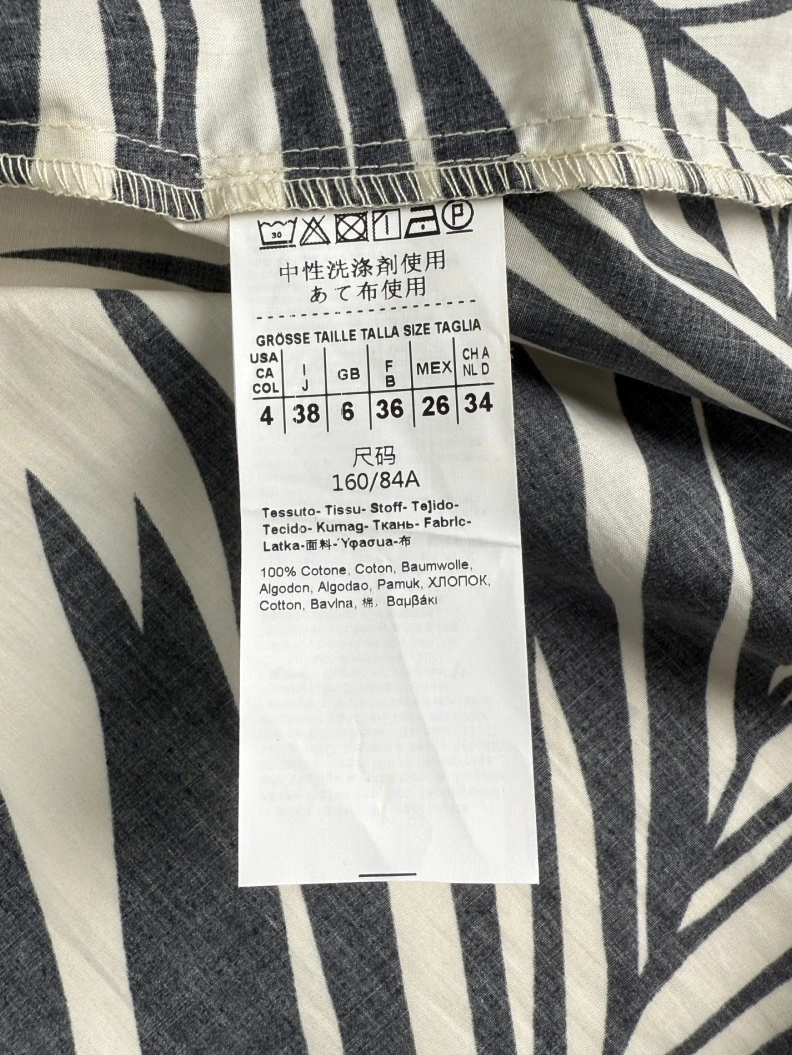 30
P
中性洗涤剂使用
あて布使用
GRÖSSE TAILLE TALLA SIZE TAGLIA
USA CA COL I J GB F B MEX CH A NL D
4 38 6 36 26 34
尺码
160/84A
Tessuto- Tissu- Stoff- Tejido-
Tecido- Kumag- Ткань- Fabric-
Latka-面料-Ύφασμα-布
100% Cotone, Coton, Baumwolle,
Algodon, Algodao, Pamuk, ХЛОПОК,
Cotton, Bavlna, 棉, Βαμβάκι